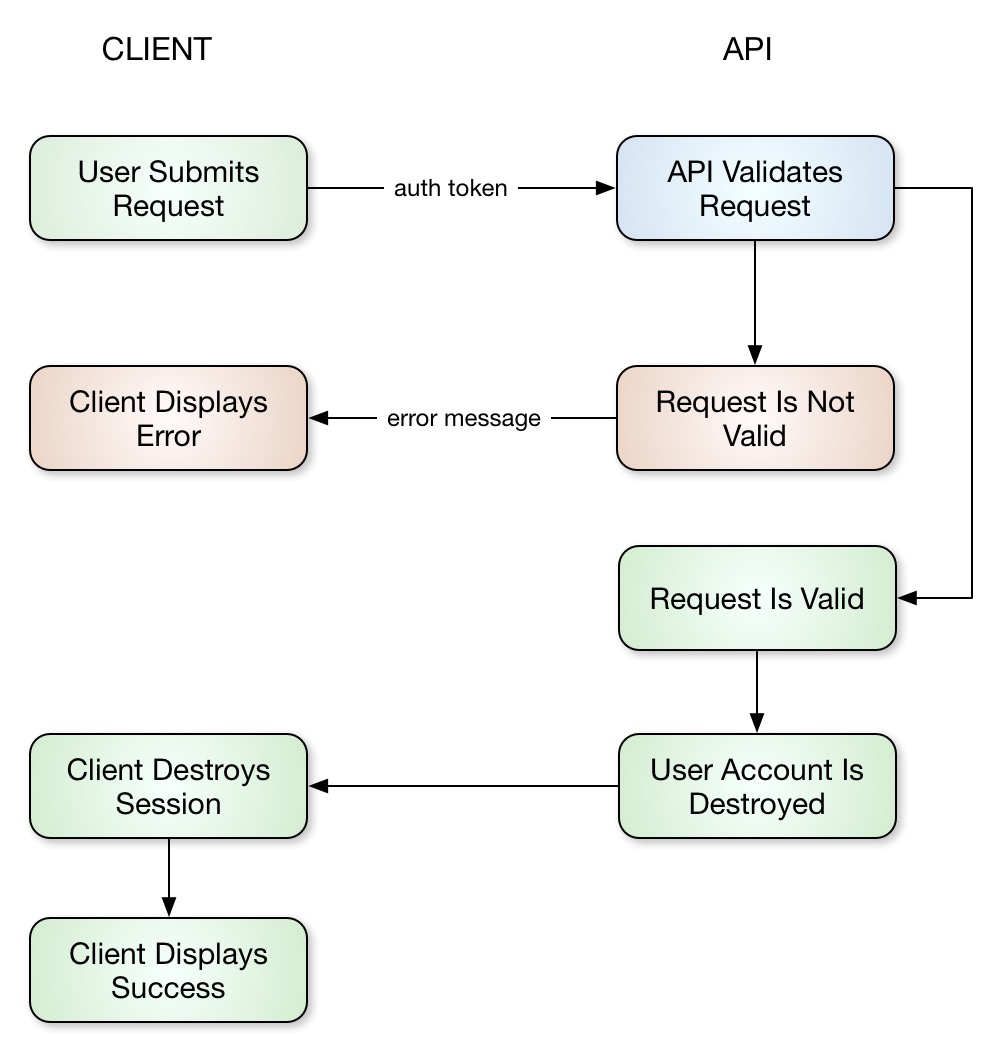 CLIENT
API
User Submits
Request
auth token
API Validates
Request
Client Displays
Error
error message
Request Is Not
Valid
Request Is Valid
Client Destroys
Session
User Account Is
Destroyed
Client Displays
Success